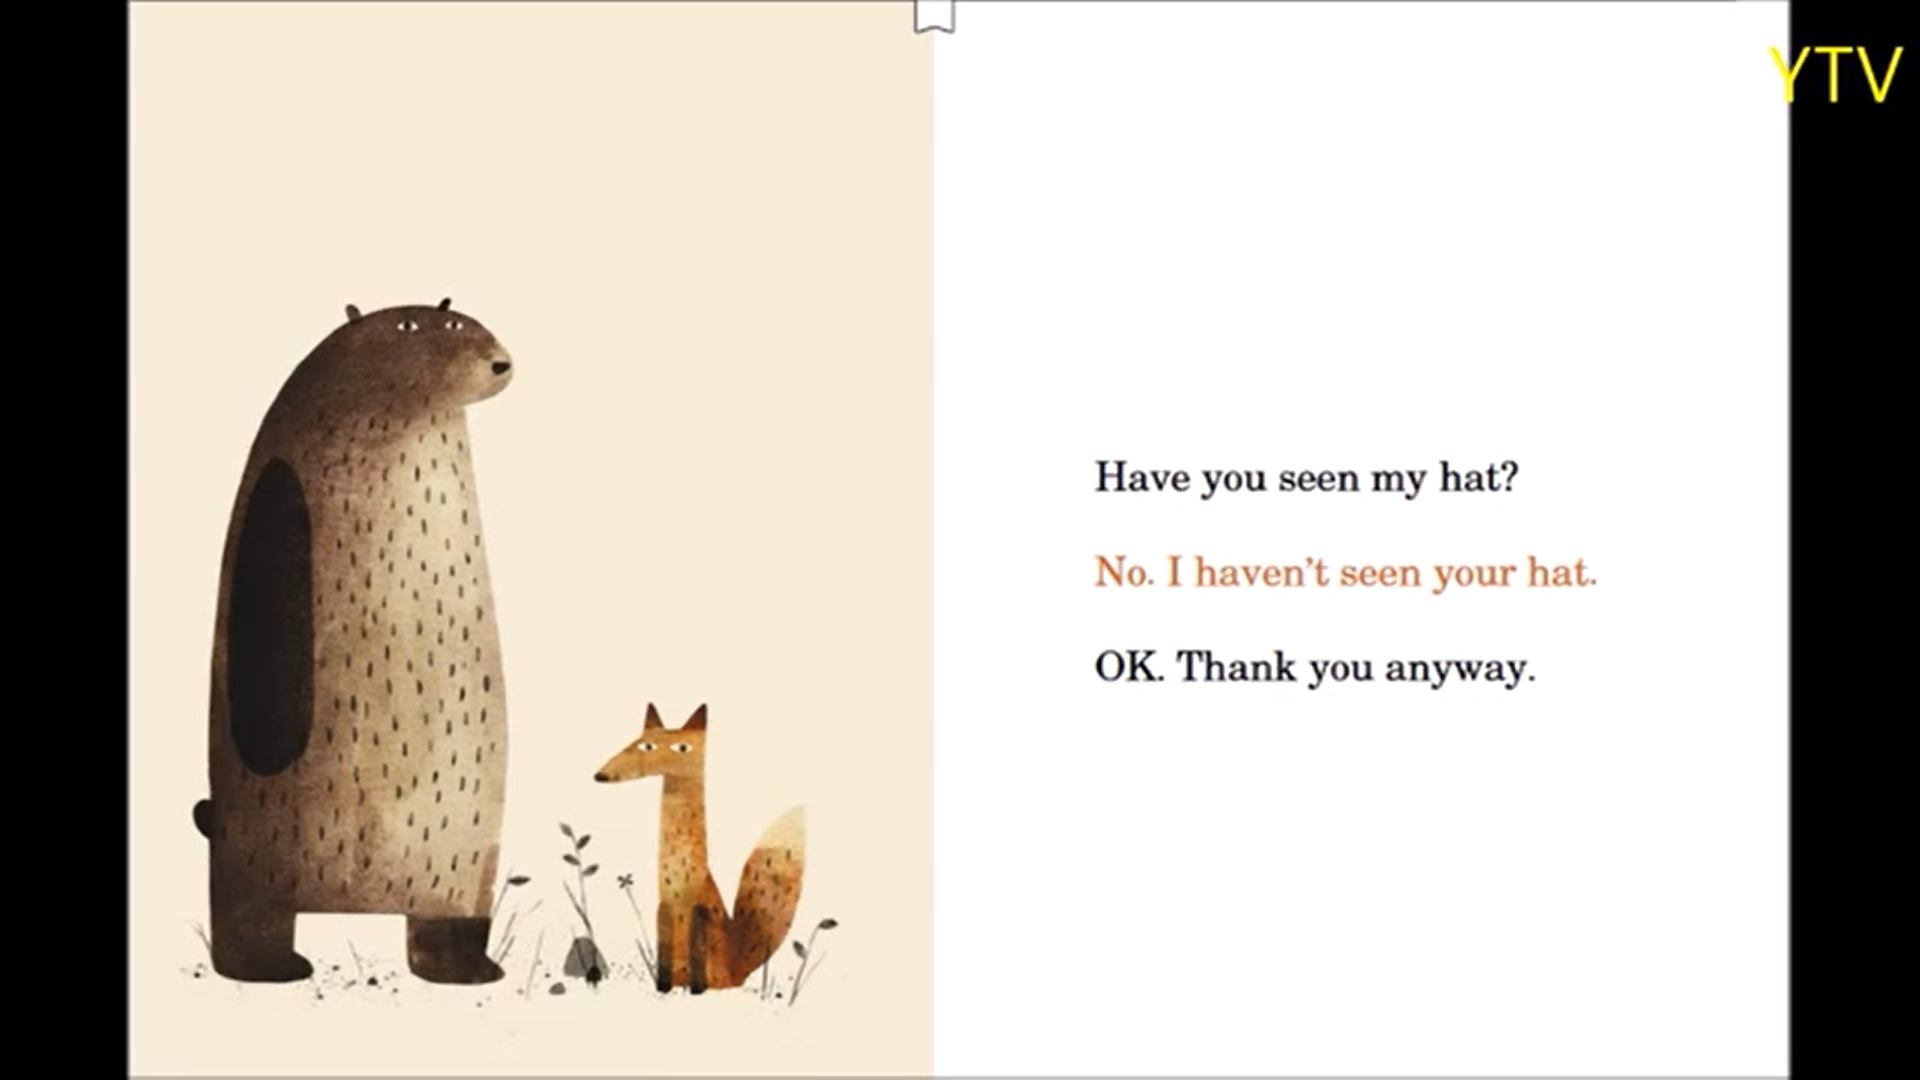 YTV
Have you seen my hat?
No. I haven't seen your hat.
OK. Thank you anyway.